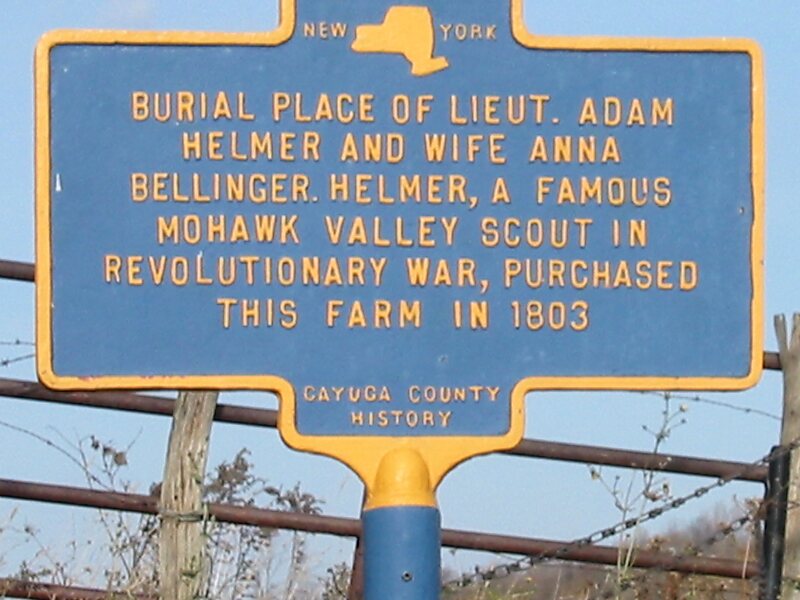 NEW YORK
BURIAL PLACE OF LIEUT. ADAM
HELMER AND WIFE ANNA
BELLINGER. HELMER, A FAMOUS
MOHAWK VALLEY SCOUT IN
REVOLUTIONARY WAR, PURCHASED
THIS FARM IN 1803
CAYUGA COUNTY
HISTORY